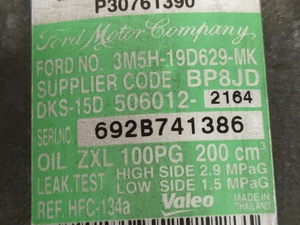 P30761390
Ford Motor Company
FORD NO. 3M5H-19D629-MK
SUPPLIER CODE BP8JD
DKS-15D 506012-2164
SERI.NO 692B741386
OIL ZXL 100PG 200 cm³
LEAK.TEST HIGH SIDE 2.9 MPaG
LOW SIDE 1.5 MPaG
REF. HFC-134a Valeo MADE IN THAILAND